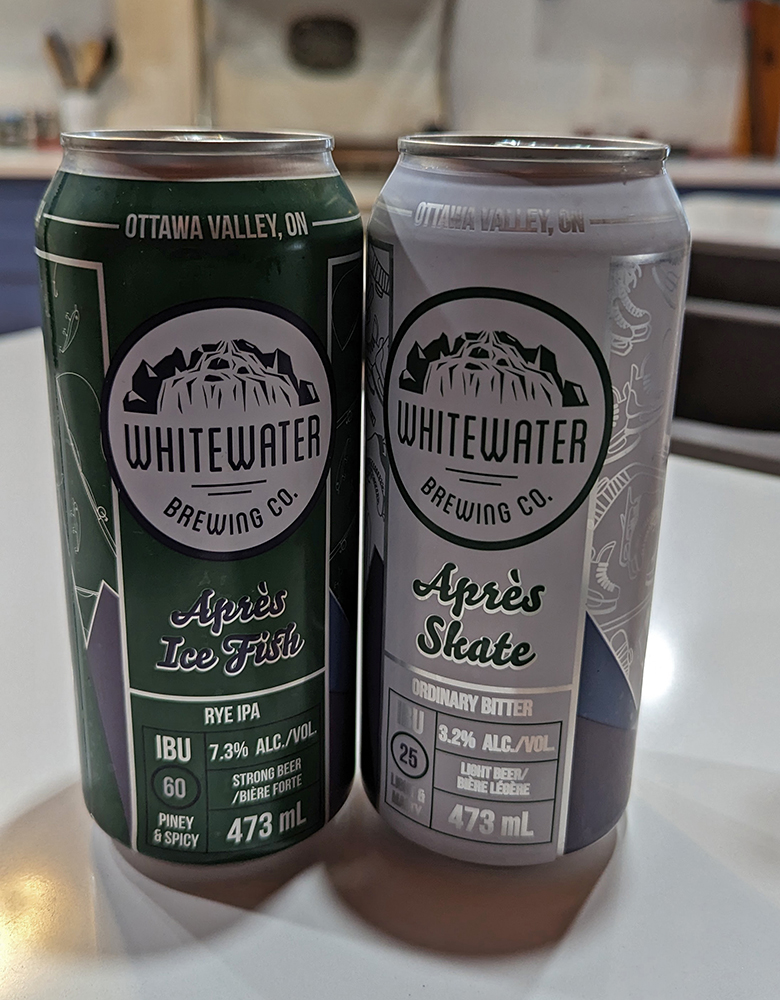 OTTAWA VALLEY, ON
WHITEWATER
BREWING CO.
Après
Ice Fish
RYE IPA
IBU
60
PINEY
& SPICY
7.3% ALC./VOL.
STRONG BEER
/BIÈRE FORTE
473 mL
OTTAWA VALLEY, ON
WHITEWATER
BREWING CO.
Après
Skate
ORDINARY BITTER
IBU
25
LIGHT &
3.2% ALC./VOL.
LIGHT BEER/
BIÈRE LÉGÈRE
473 mL